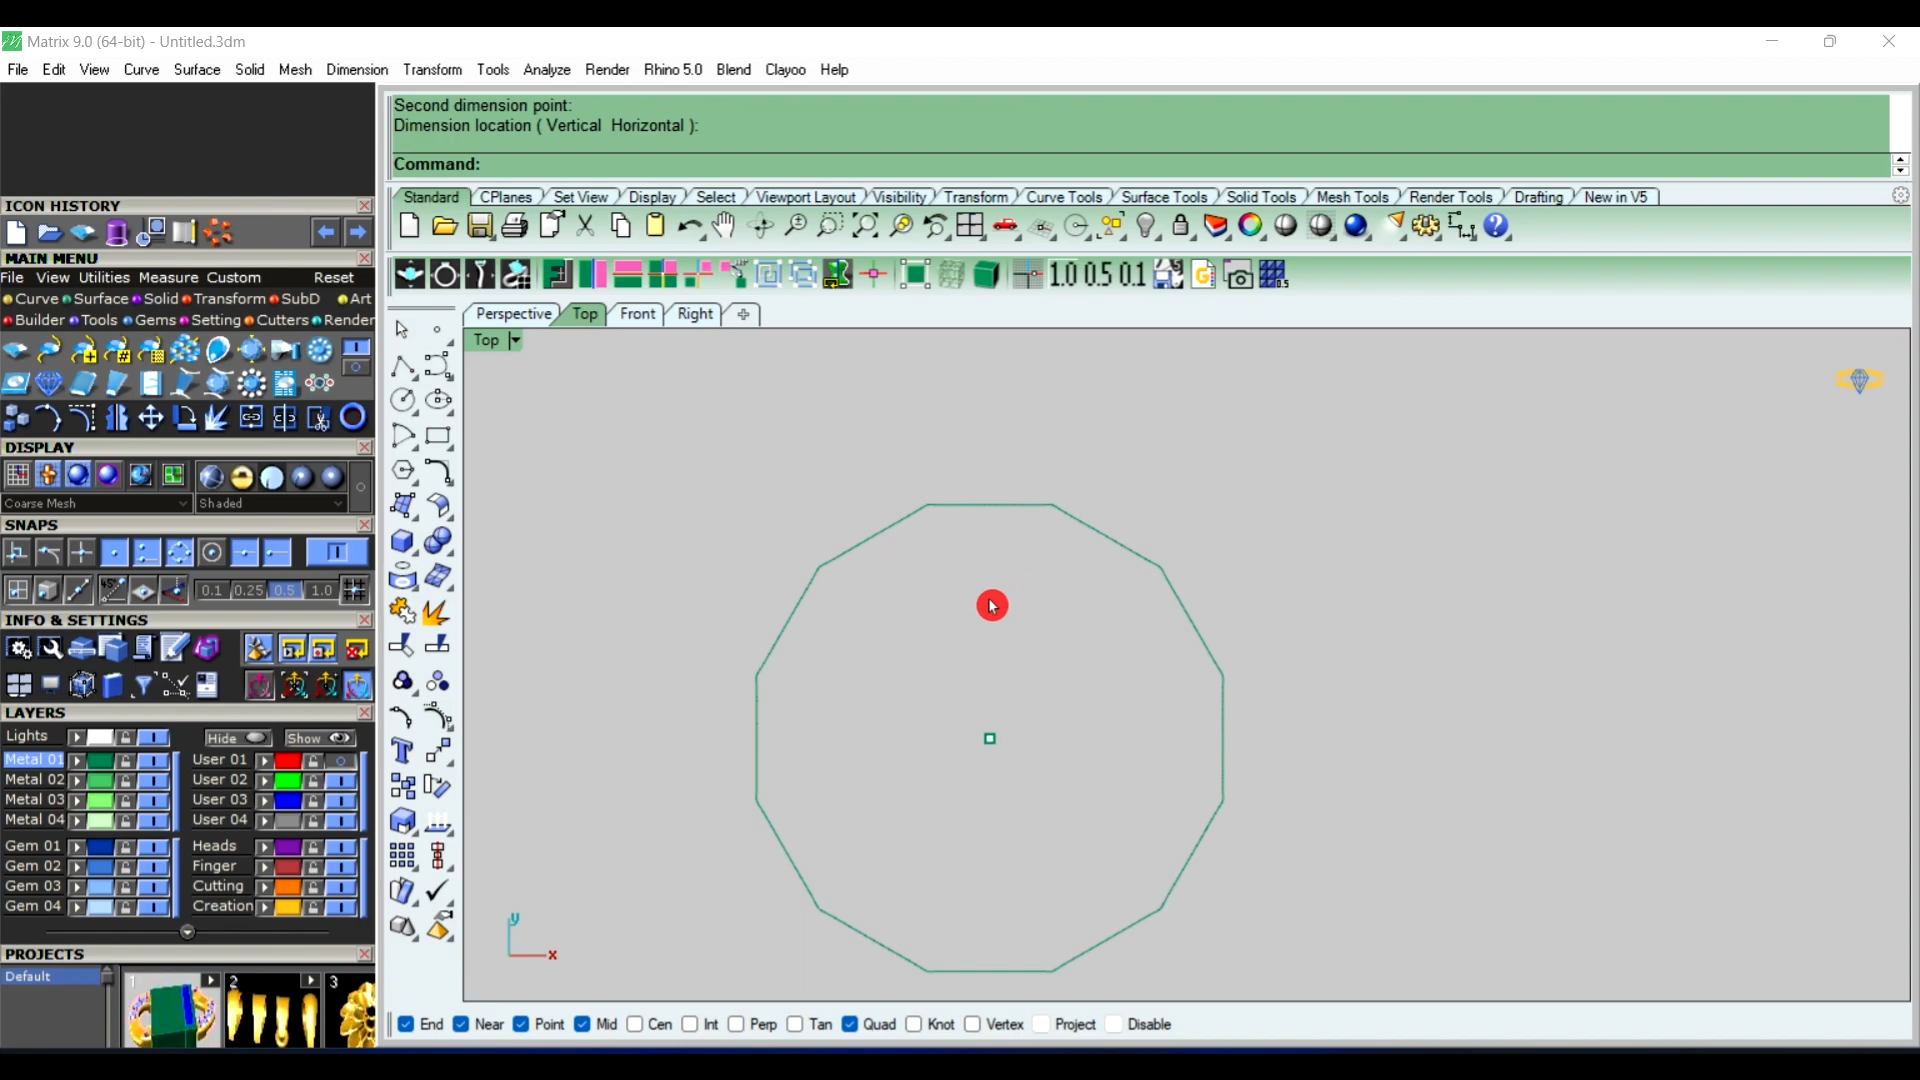 Matrix 9.0 (64-bit) - Untitled.3dm
File Edit View Curve Surface Solid Mesh Dimension Transform Tools Analyze Render Rhino 5.0 Blend Clayoo Help
Second dimension point:
Dimension location ( Vertical Horizontal ):
Command:
Standard CPlanes Set View Display Select Viewport Layout Visibility Transform Curve Tools Surface Tools Solid Tools Mesh Tools Render Tools Drafting New in V5
1.0 0.5 0.1
Perspective Top Front Right
Top
ICON HISTORY
MAIN MENU
File View Utilities Measure Custom Reset
Curve Surface Solid Transform SubD Art
Builder Tools Gems Setting Cutters Render
DISPLAY
Coarse Mesh Shaded
SNAPS
0.1 0.25 0.5 1.0
INFO & SETTINGS
LAYERS
Lights Hide Show
Metal 01 User 01
Metal 02 User 02
Metal 03 User 03
Metal 04 User 04
Gem 01 Heads
Gem 02 Finger
Gem 03 Cutting
Gem 04 Creation
PROJECTS
Default 1 2 3
y
x
End Near Point Mid Cen Int Perp Tan Quad Knot Vertex Project Disable